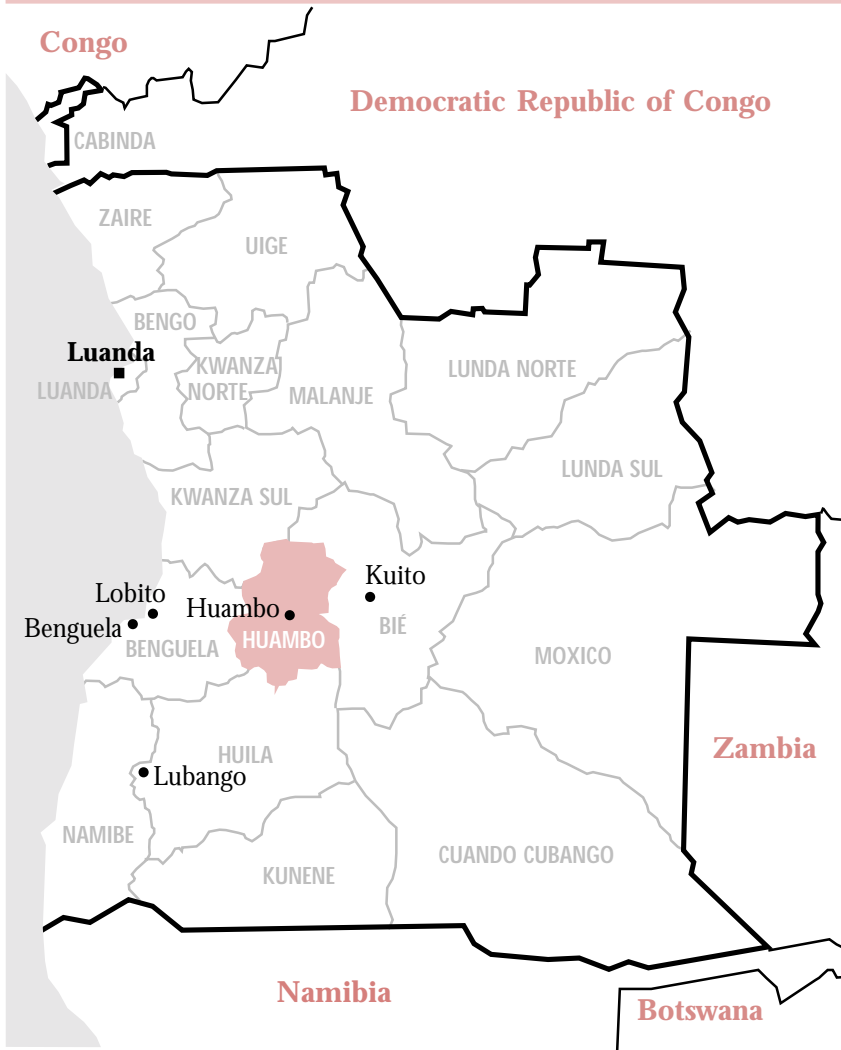 Congo
Democratic Republic of Congo
CABINDA
ZAIRE
UIGE
BENGO
Luanda
LUANDA
KWANZA
NORTE
MALANJE
LUNDA NORTE
LUNDA SUL
KWANZA SUL
Kuito
Lobito
Huambo
Benguela
BIÉ
BENGUELA
HUAMBO
MOXICO
Zambia
HUILA
Lubango
NAMIBE
CUANDO CUBANGO
KUNENE
Namibia
Botswana